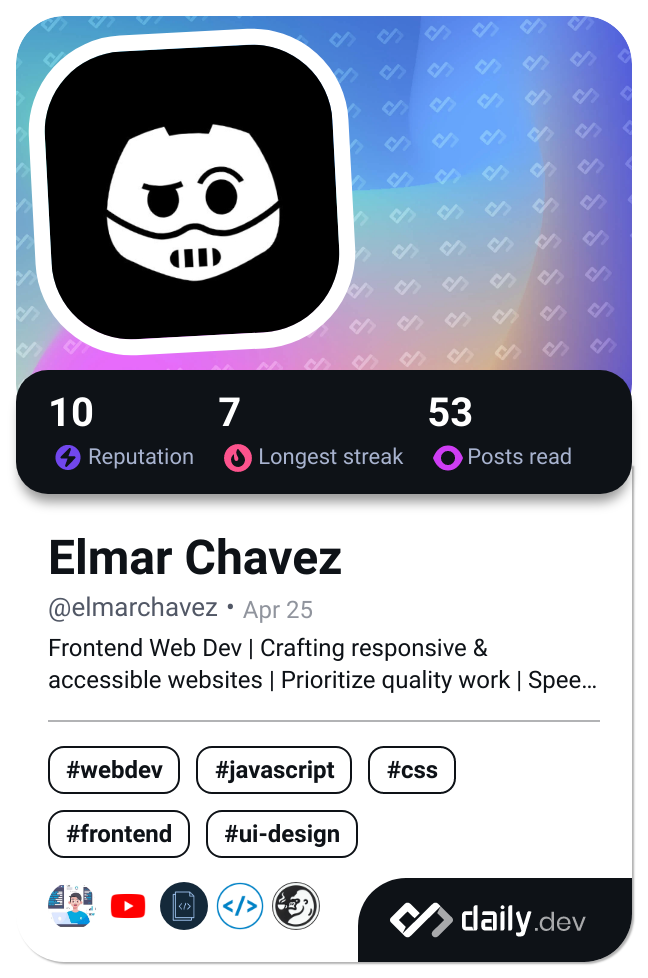 10 7 53
Reputation Longest streak Posts read
Elmar Chavez
@elmarchavez • Apr 25
Frontend Web Dev | Crafting responsive &
accessible websites | Prioritize quality work | Spee...
#webdev #javascript #css
#frontend #ui-design
</> daily.dev